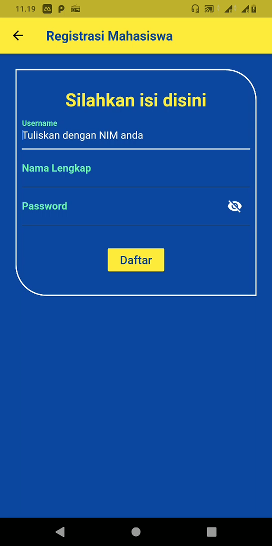 11.19
Registrasi Mahasiswa
Silahkan isi disini
Username
Tuliskan dengan NIM anda
Nama Lengkap
Password
Daftar